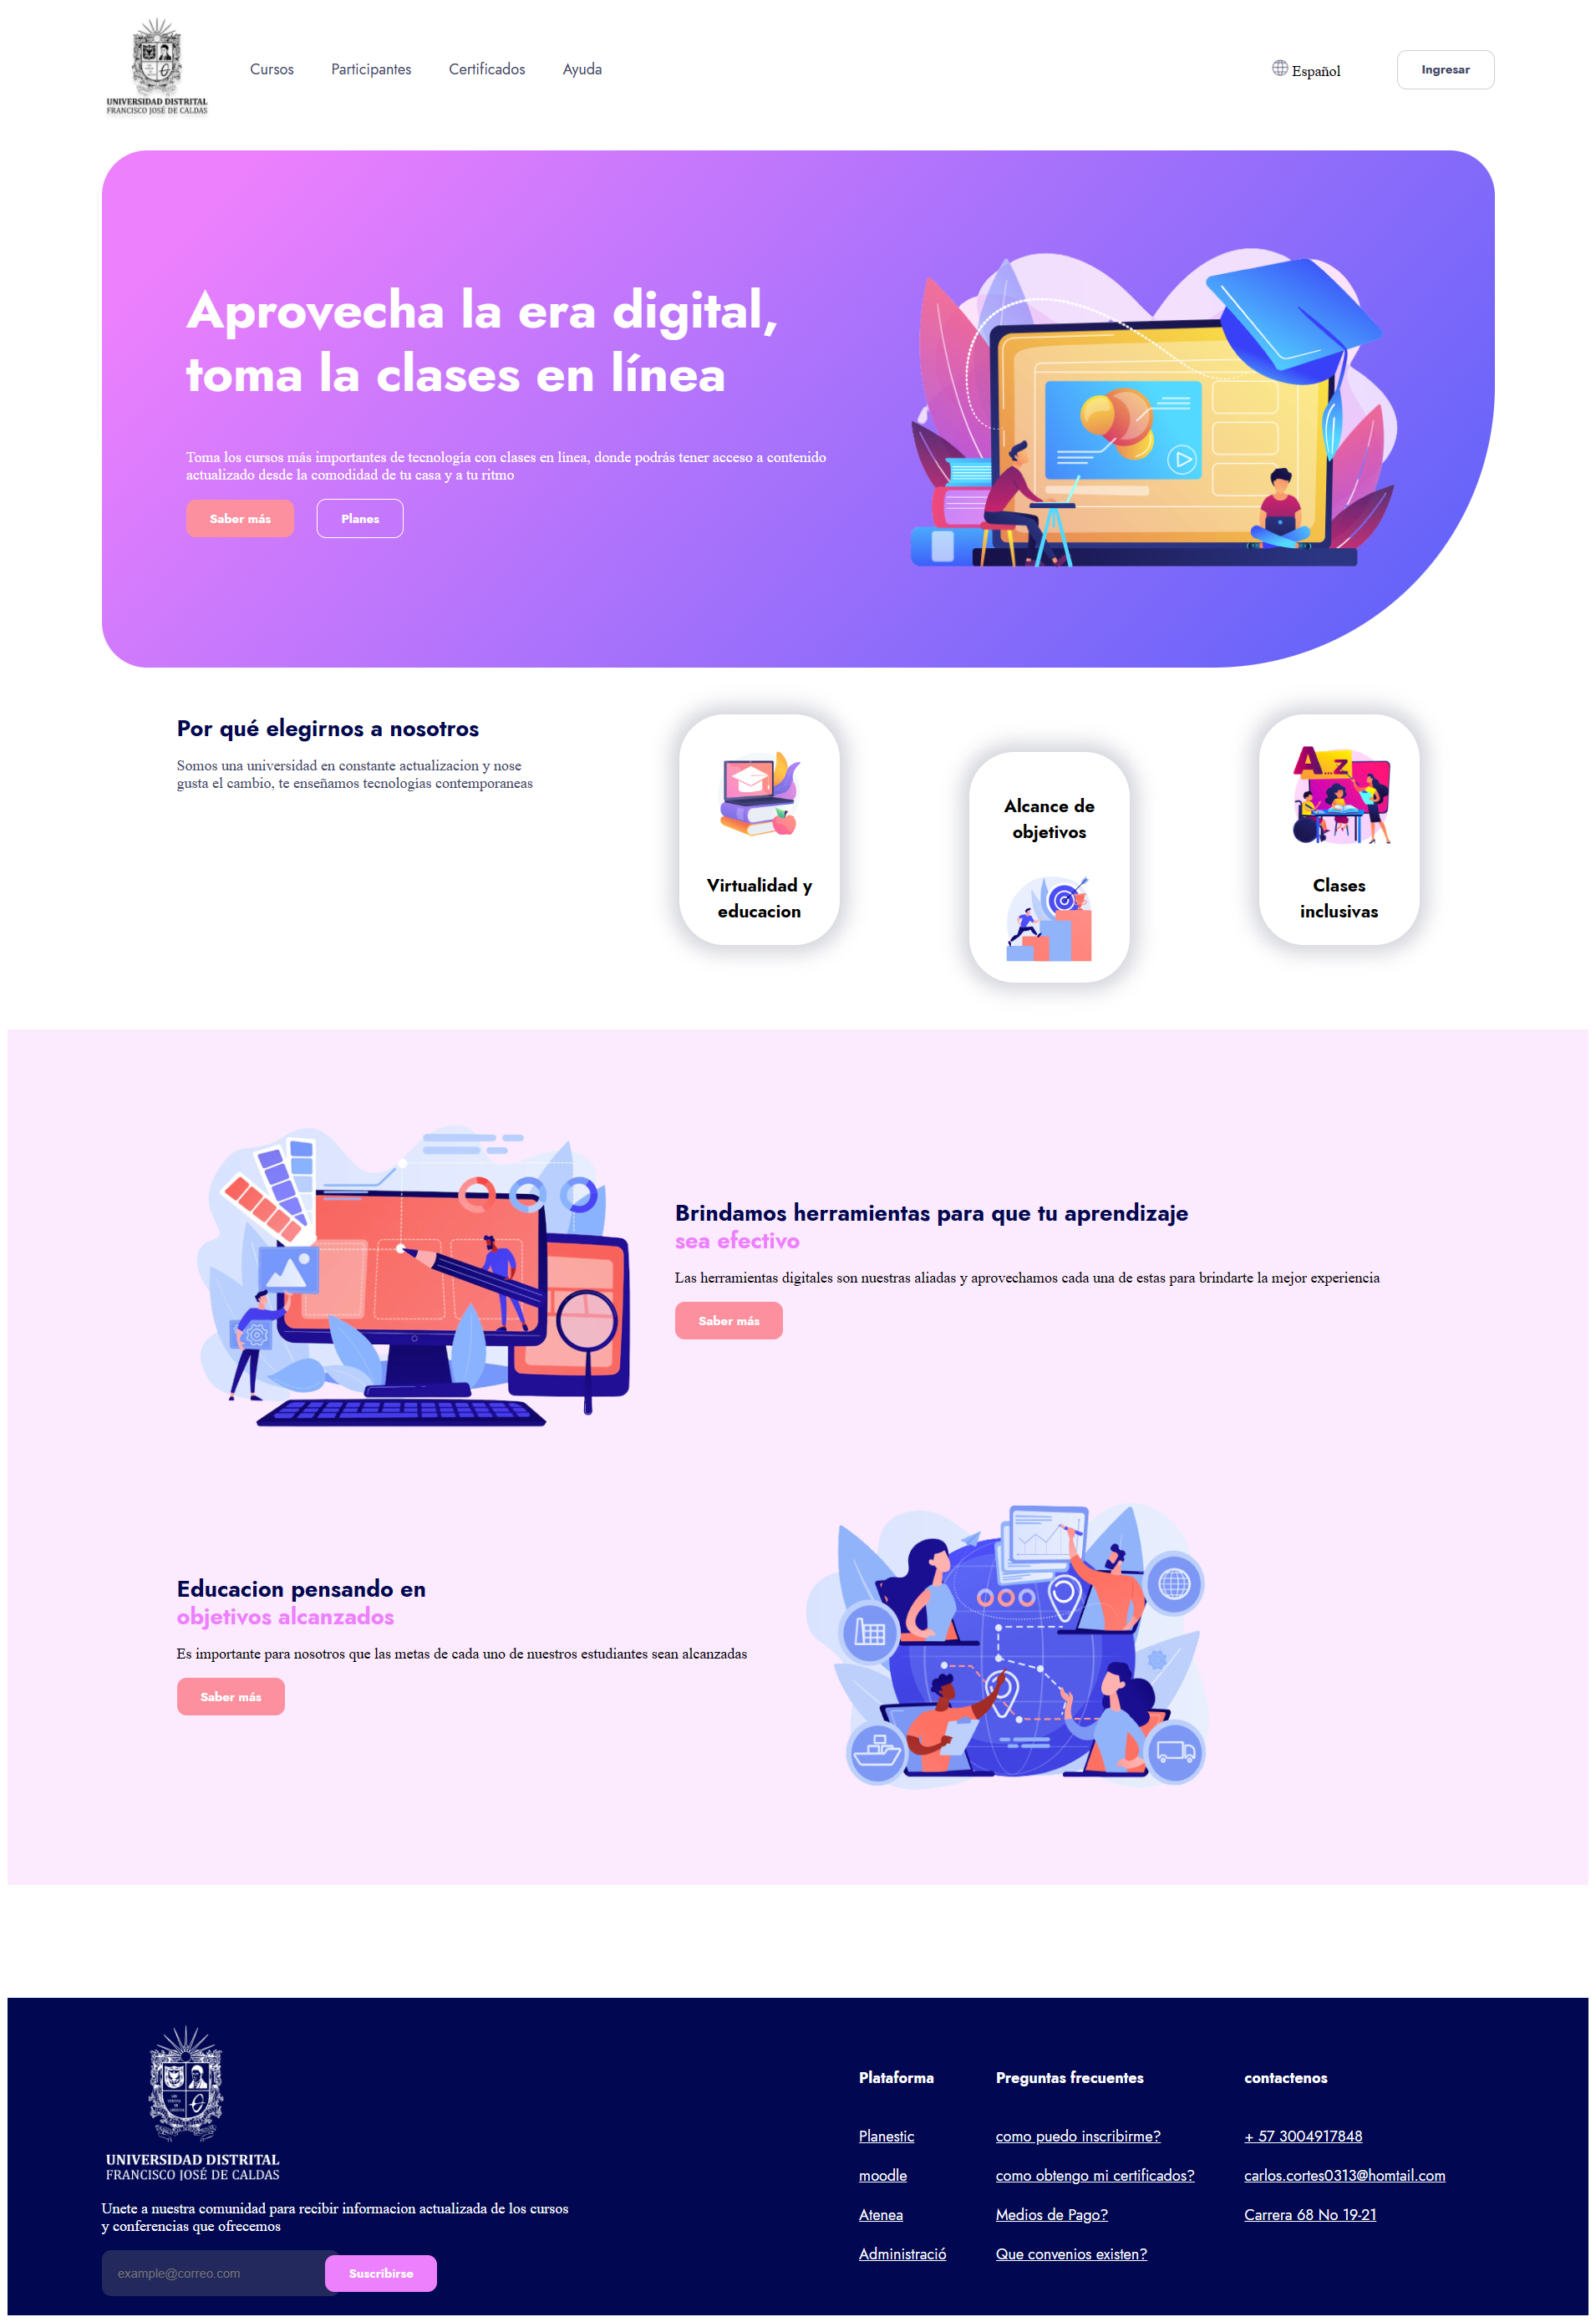 UNIVERSIDAD DISTRITAL
FRANCISCO JOSÉ DE CALDAS
Cursos
Participantes
Certificados
Ayuda
Español
Ingresar
Aprovecha la era digital,
toma la clases en línea
Toma los cursos más importantes de tecnología con clases en línea, donde podrás tener acceso a contenido
actualizado desde la comodidad de tu casa y a tu ritmo
Saber más
Planes
Por qué elegirnos a nosotros
Somos una universidad en constante actualizacion y nose
gusta el cambio, te enseñamos tecnologías contemporaneas
Virtualidad y
educacion
Alcance de
objetivos
A...z
Clases
inclusivas
Brindamos herramientas para que tu aprendizaje
sea efectivo
Las herramientas digitales son nuestras aliadas y aprovechamos cada una de estas para brindarte la mejor experiencia
Saber más
Educacion pensando en
objetivos alcanzados
Es importante para nosotros que las metas de cada uno de nuestros estudiantes sean alcanzadas
Saber más
UNIVERSIDAD DISTRITAL
FRANCISCO JOSÉ DE CALDAS
Unete a nuestra comunidad para recibir informacion actualizada de los cursos
y conferencias que ofrecemos
example@correo.com
Suscribirse
Plataforma
Planestic
moodle
Atenea
Administració
Preguntas frecuentes
como puedo inscribirme?
como obtengo mi certificados?
Medios de Pago?
Que convenios existen?
contactenos
+ 57 3004917848
carlos.cortes0313@homtail.com
Carrera 68 No 19-21